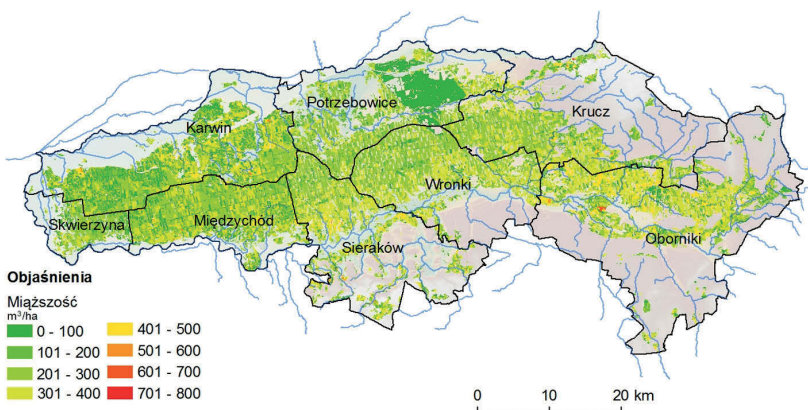 Potrzebowice
Karwin
Krucz
Wronki
Skwierzyna
Międzychód
Sieraków
Oborniki
Objaśnienia
Miąższość
m³/ha
0 - 100
101 - 200
201 - 300
301 - 400
401 - 500
501 - 600
601 - 700
701 - 800
0 10 20 km